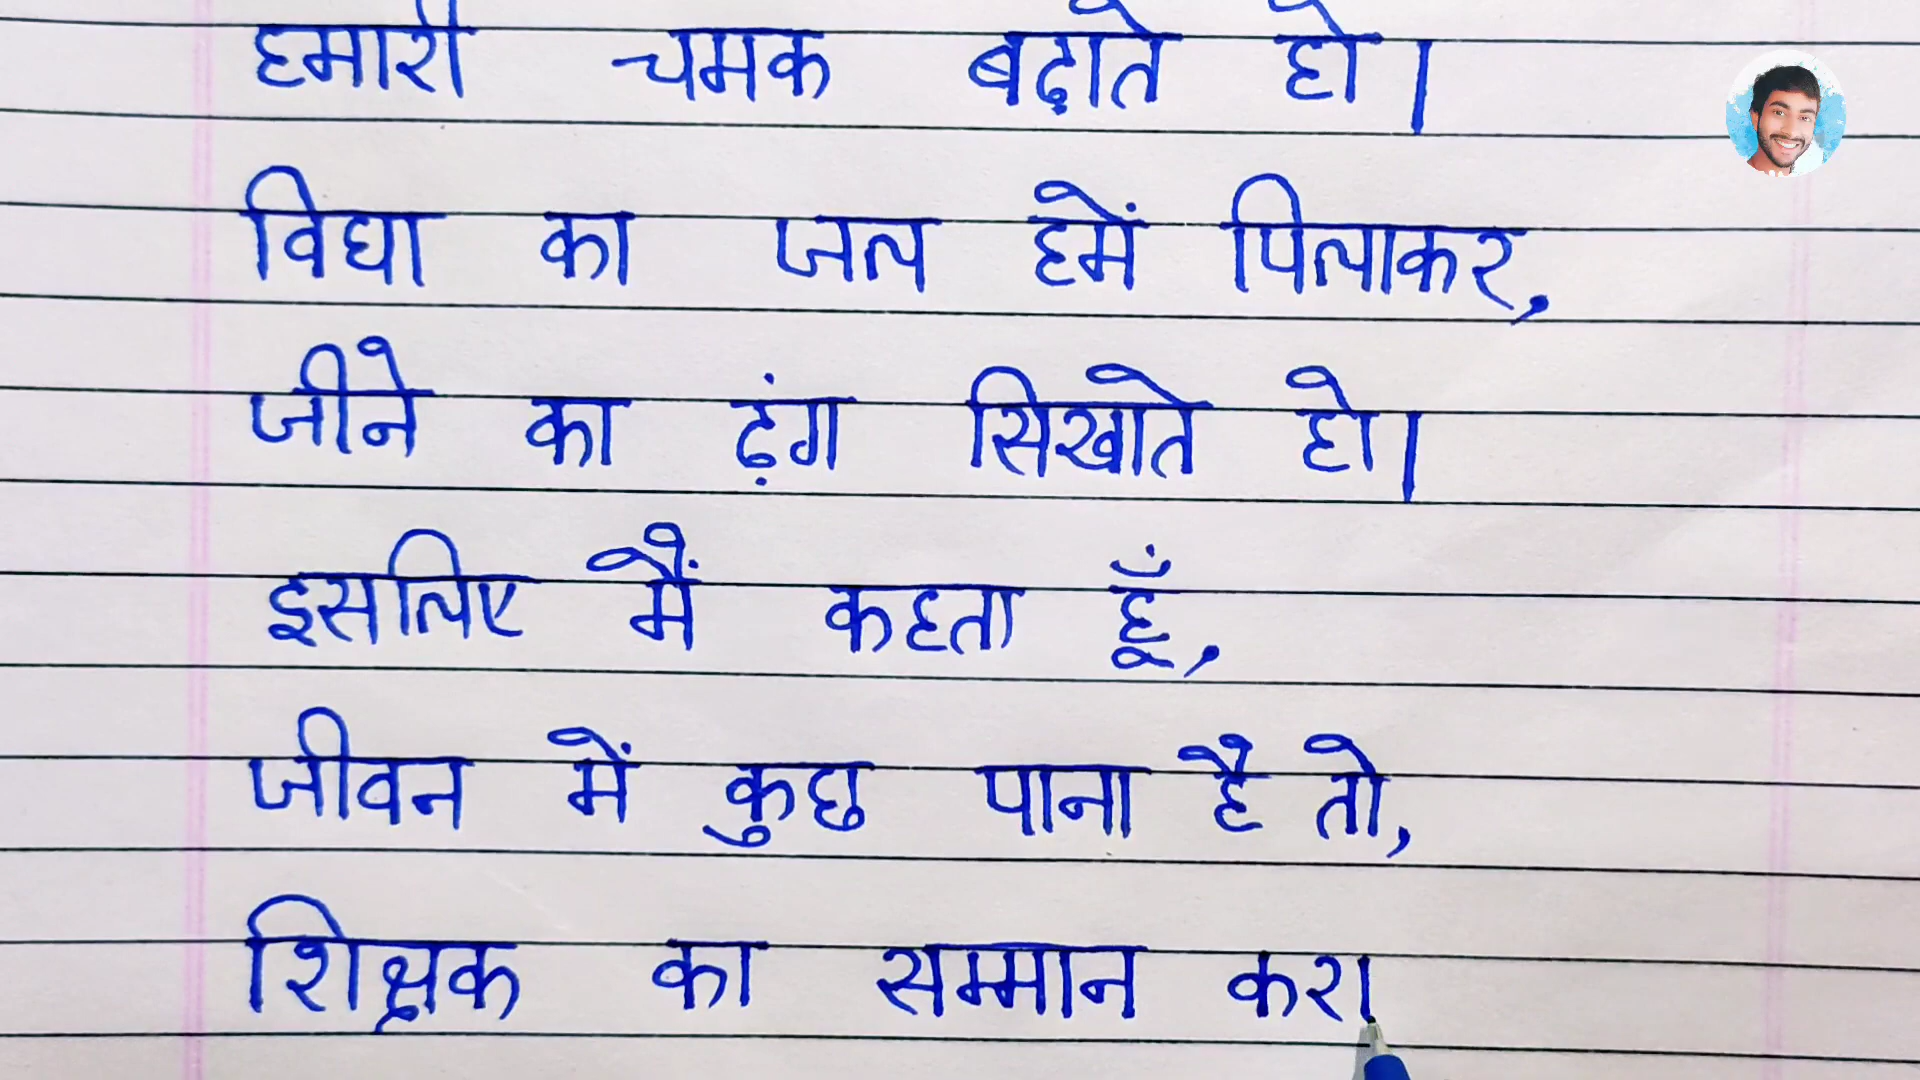 हमारी चमक बढ़ाते हो।
विद्या का जल हमें पिलाकर,
जीने का ढ़ंग सिखाते हो।
इसलिए मैं कहता हूँ,
जीवन में कुछ पाना है तो,
शिक्षक का सम्मान करा